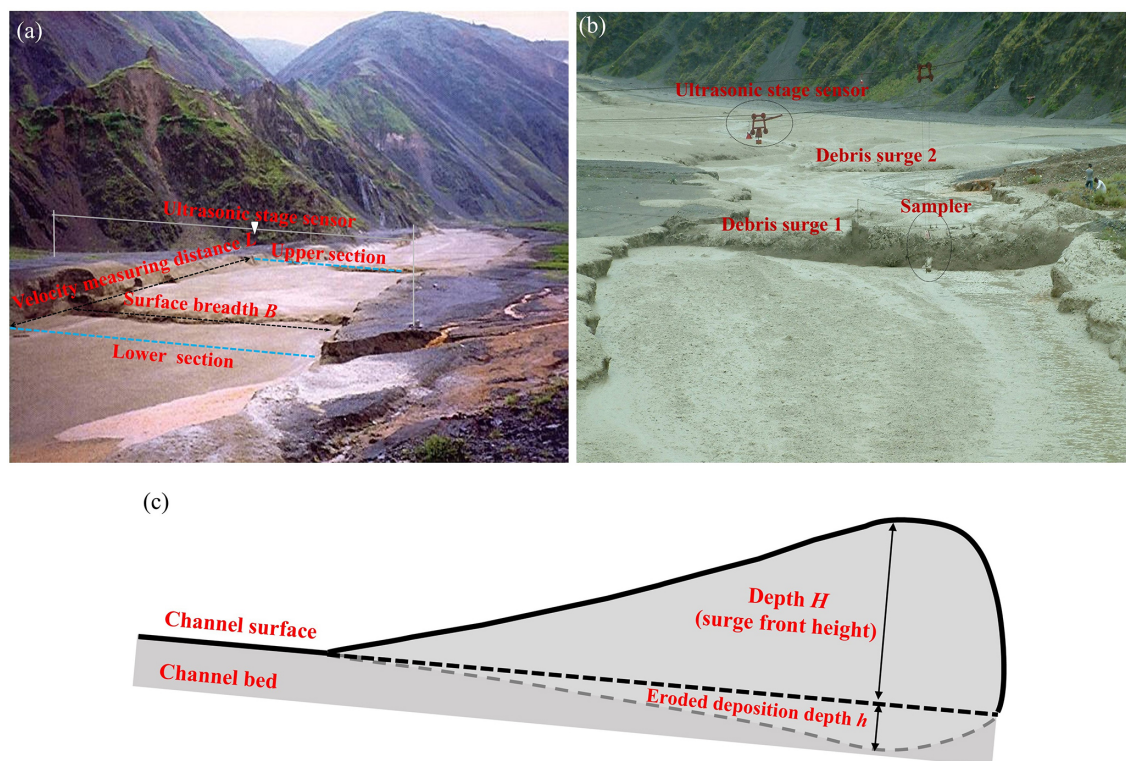 (a)
Ultrasonic stage sensor
Velocity measuring distance L
Upper section
Surface breadth B
Lower section
(b)
Ultrasonic stage sensor
Debris surge 2
Sampler
Debris surge 1
(c)
Depth H
(surge front height)
Channel surface
Channel bed
Eroded deposition depth h